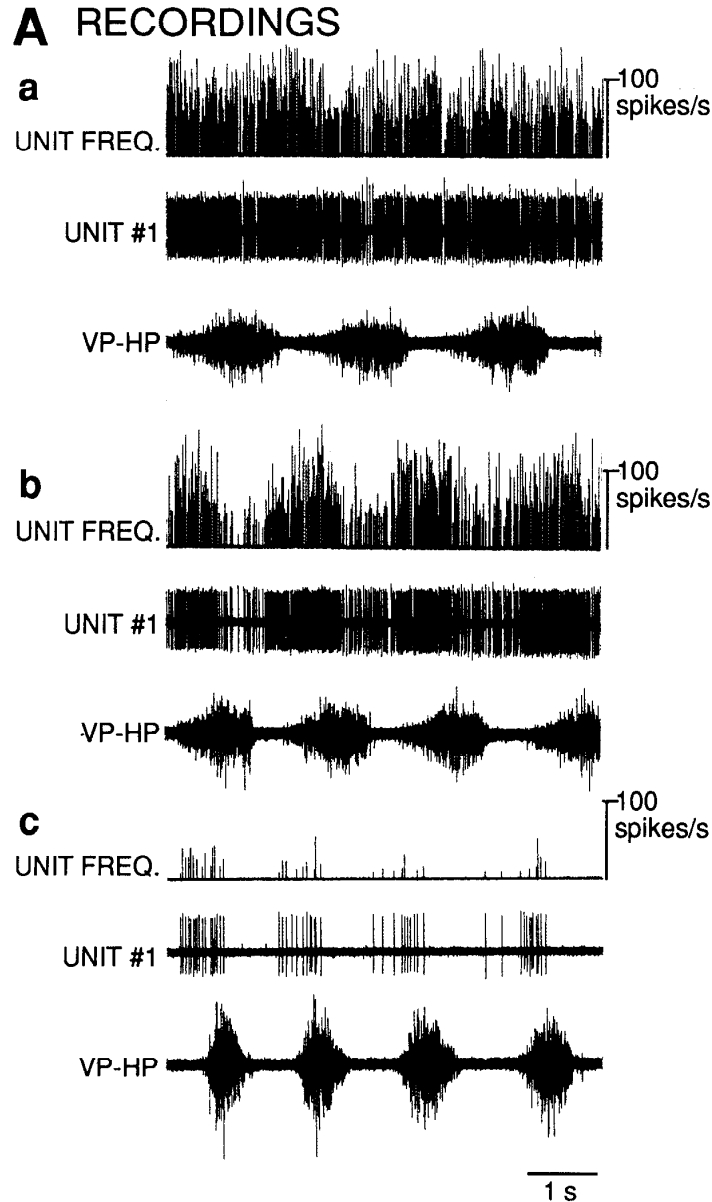 A RECORDINGS
a
100
spikes/s
UNIT FREQ.
UNIT #1
VP-HP
b
100
spikes/s
UNIT FREQ.
UNIT #1
VP-HP
c
100
spikes/s
UNIT FREQ.
UNIT #1
VP-HP
1 s